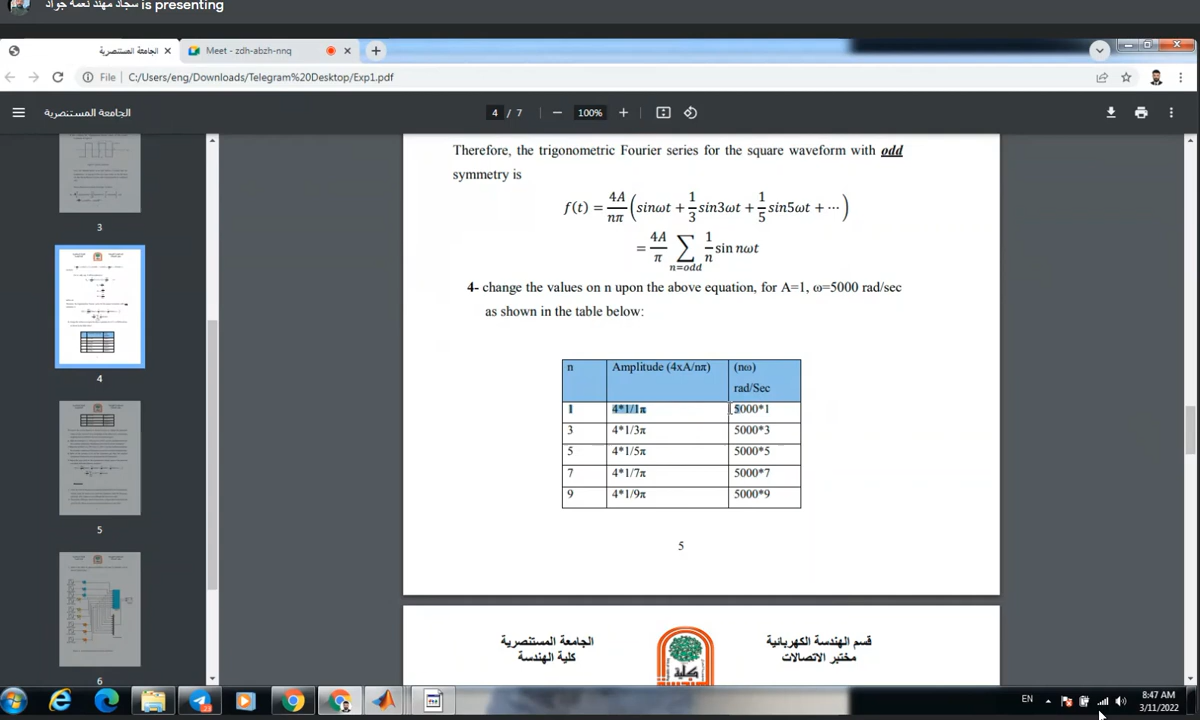 سجاد مهند نعمة جواد is presenting
الجامعة المستنصرية
Meet - zdh-abzh-nnq
File
C:/Users/eng/Downloads/Telegram%20Desktop/Exp1.pdf
الجامعة المستنصرية
4 / 7
100%
3
4
5
6
Therefore, the trigonometric Fourier series for the square waveform with odd
symmetry is
f(t) = 4A/nπ (sinωt + 1/3 sin3ωt + 1/5 sin5ωt + ⋯)
= 4A/π ∑ n=odd 1/n sin nωt
4- change the values on n upon the above equation, for A=1, ω=5000 rad/sec
as shown in the table below:
n Amplitude (4xA/nπ) (nω)
rad/Sec
1 4*1/1π 5000*1
3 4*1/3π 5000*3
5 4*1/5π 5000*5
7 4*1/7π 5000*7
9 4*1/9π 5000*9
5
الجامعة المستنصرية
كلية الهندسة
كلية
قسم الهندسة الكهربائية
مختبر الاتصالات
EN
8:47 AM
3/11/2022